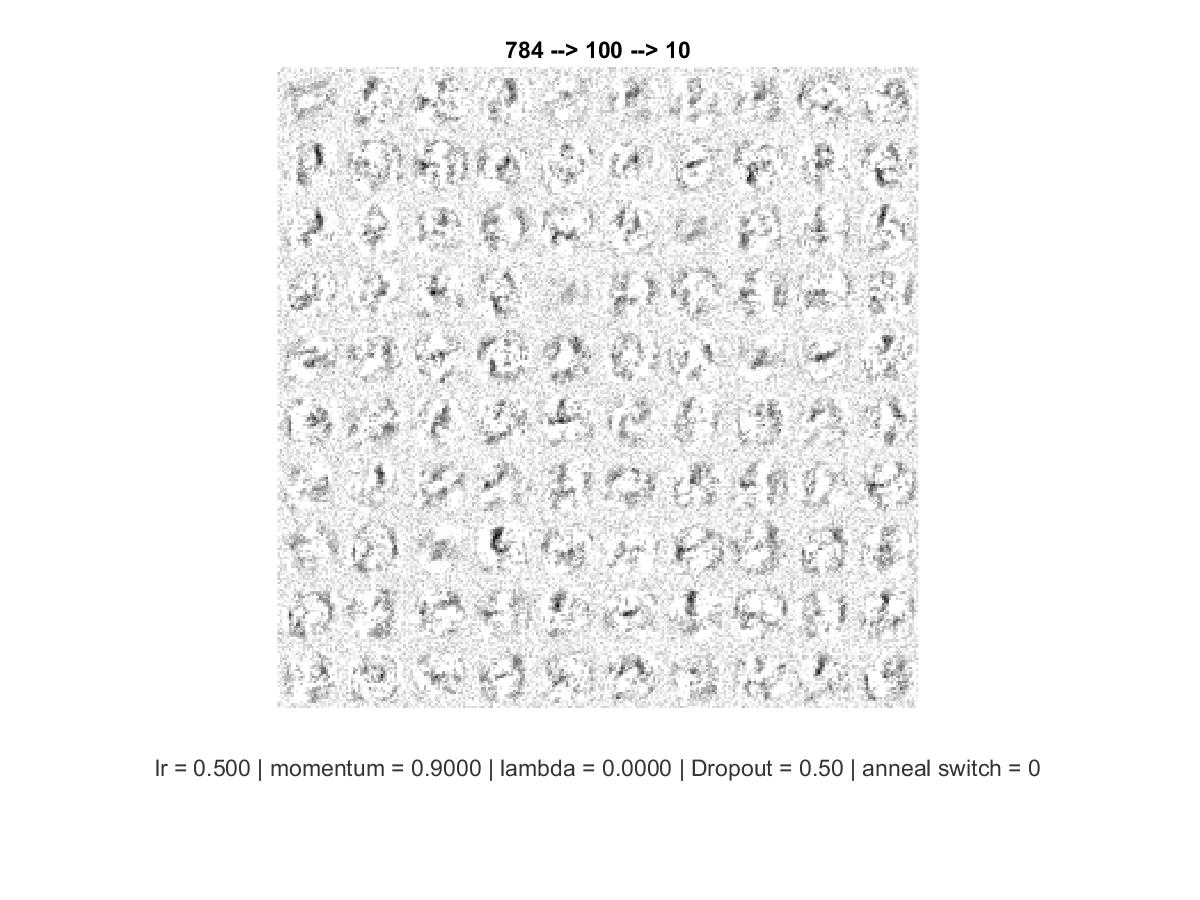 784 --> 100 --> 10
lr = 0.500 | momentum = 0.9000 | lambda = 0.0000 | Dropout = 0.50 | anneal switch = 0